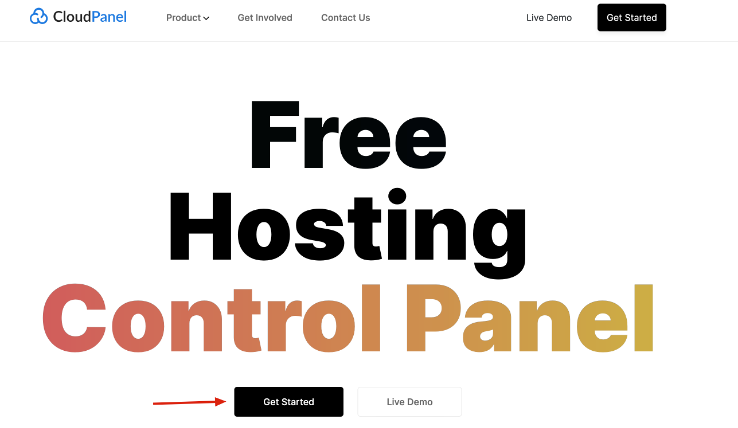 CloudPanel Product Get Involved Contact Us Live Demo Get Started
Free
Hosting
Control Panel
Get Started Live Demo